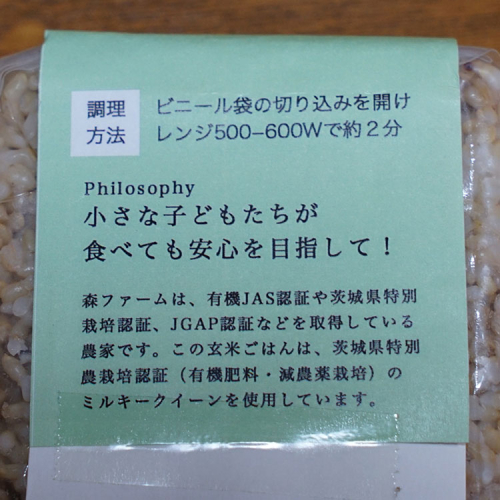 調理
方法
ビニール袋の切り込みを開け
レンジ500–600Wで約2分
Philosophy
小さな子どもたちが
食べても安心を目指して！
森ファームは、有機JAS認証や茨城県特別
栽培認証、JGAP認証などを取得している
農家です。この玄米ごはんは、茨城県特別
農栽培認証（有機肥料・減農薬栽培）の
ミルキークイーンを使用しています。